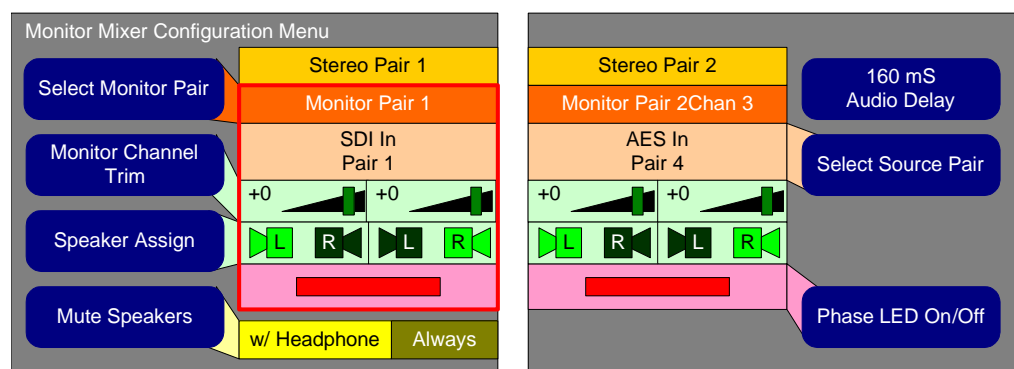 Monitor Mixer Configuration Menu
Select Monitor Pair
Monitor Channel
Trim
Speaker Assign
Mute Speakers
Stereo Pair 1
Monitor Pair 1
SDI In
Pair 1
+0 +0
L R L R
w/ Headphone Always
Stereo Pair 2
Monitor Pair 2Chan 3
AES In
Pair 4
+0 +0
L R L R
160 mS
Audio Delay
Select Source Pair
Phase LED On/Off